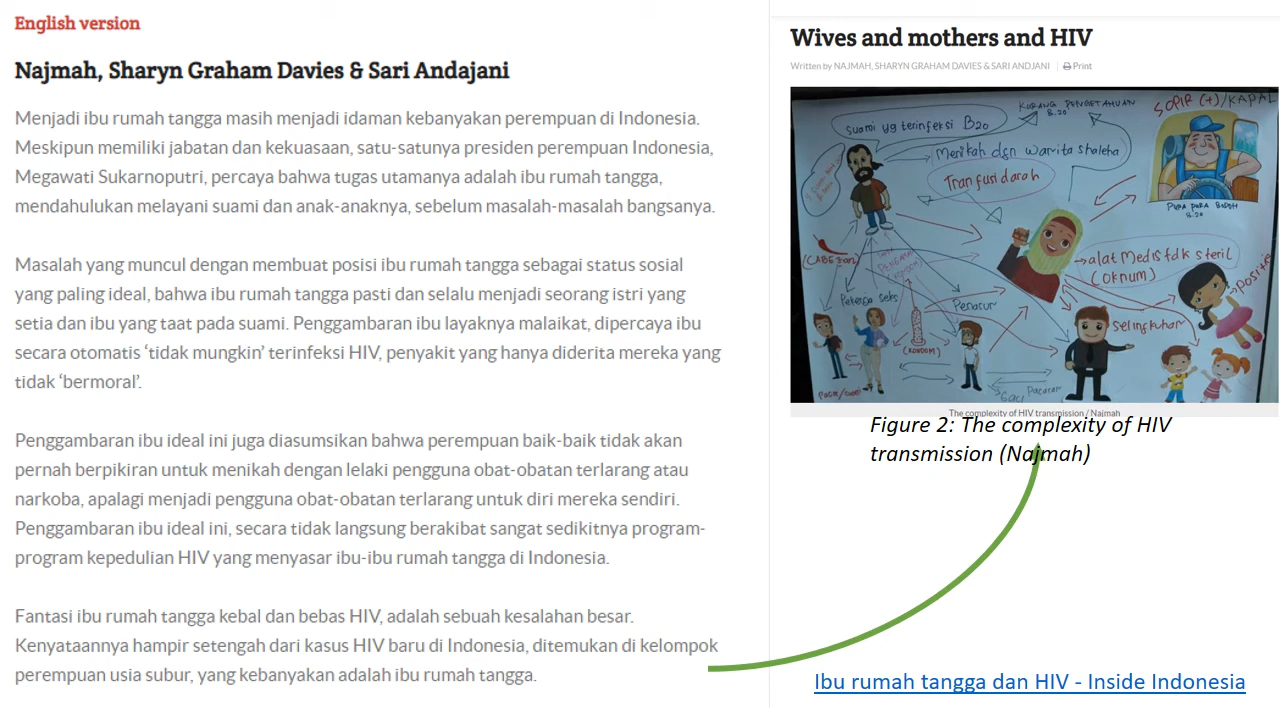 English version
Najmah, Sharyn Graham Davies & Sari Andajani
Menjadi ibu rumah tangga masih menjadi idaman kebanyakan perempuan di Indonesia.
Meskipun memiliki jabatan dan kekuasaan, satu-satunya presiden perempuan Indonesia,
Megawati Sukarnoputri, percaya bahwa tugas utamanya adalah ibu rumah tangga,
mendahulukan melayani suami dan anak-anaknya, sebelum masalah-masalah bangsanya.
Masalah yang muncul dengan membuat posisi ibu rumah tangga sebagai status sosial
yang paling ideal, bahwa ibu rumah tangga pasti dan selalu menjadi seorang istri yang
setia dan ibu yang taat pada suami. Penggambaran ibu layaknya malaikat, dipercaya ibu
secara otomatis ‘tidak mungkin’ terinfeksi HIV, penyakit yang hanya diderita mereka yang
tidak ‘bermoral’.
Penggambaran ibu ideal ini juga diasumsikan bahwa perempuan baik-baik tidak akan
pernah berpikiran untuk menikah dengan lelaki pengguna obat-obatan terlarang atau
narkoba, apalagi menjadi pengguna obat-obatan terlarang untuk diri mereka sendiri.
Penggambaran ibu ideal ini, secara tidak langsung berakibat sangat sedikitnya program-
program kepedulian HIV yang menyasar ibu-ibu rumah tangga di Indonesia.
Fantasi ibu rumah tangga kebal dan bebas HIV, adalah sebuah kesalahan besar.
Kenyataannya hampir setengah dari kasus HIV baru di Indonesia, ditemukan di kelompok
perempuan usia subur, yang kebanyakan adalah ibu rumah tangga.
Wives and mothers and HIV
Written by NAJMAH, SHARYN GRAHAM DAVIES & SARI ANDJANI | Print
KURANG PENGETAHUAN
B.20
SOPIR (+)/KAPAL
suami yg terinfeksi B20
Menikah dgn wanita shaleha
Tranfusi darah
PURA PURA BODOH
B.20
(CABE2an)
alat Medis tdk steril
(oknum)
positif
Pekerja seks
Penasun
selingkuhan
(KONDOM)
Pacaran
The complexity of HIV transmission / Najmah
Figure 2: The complexity of HIV
transmission (Najmah)
Ibu rumah tangga dan HIV - Inside Indonesia